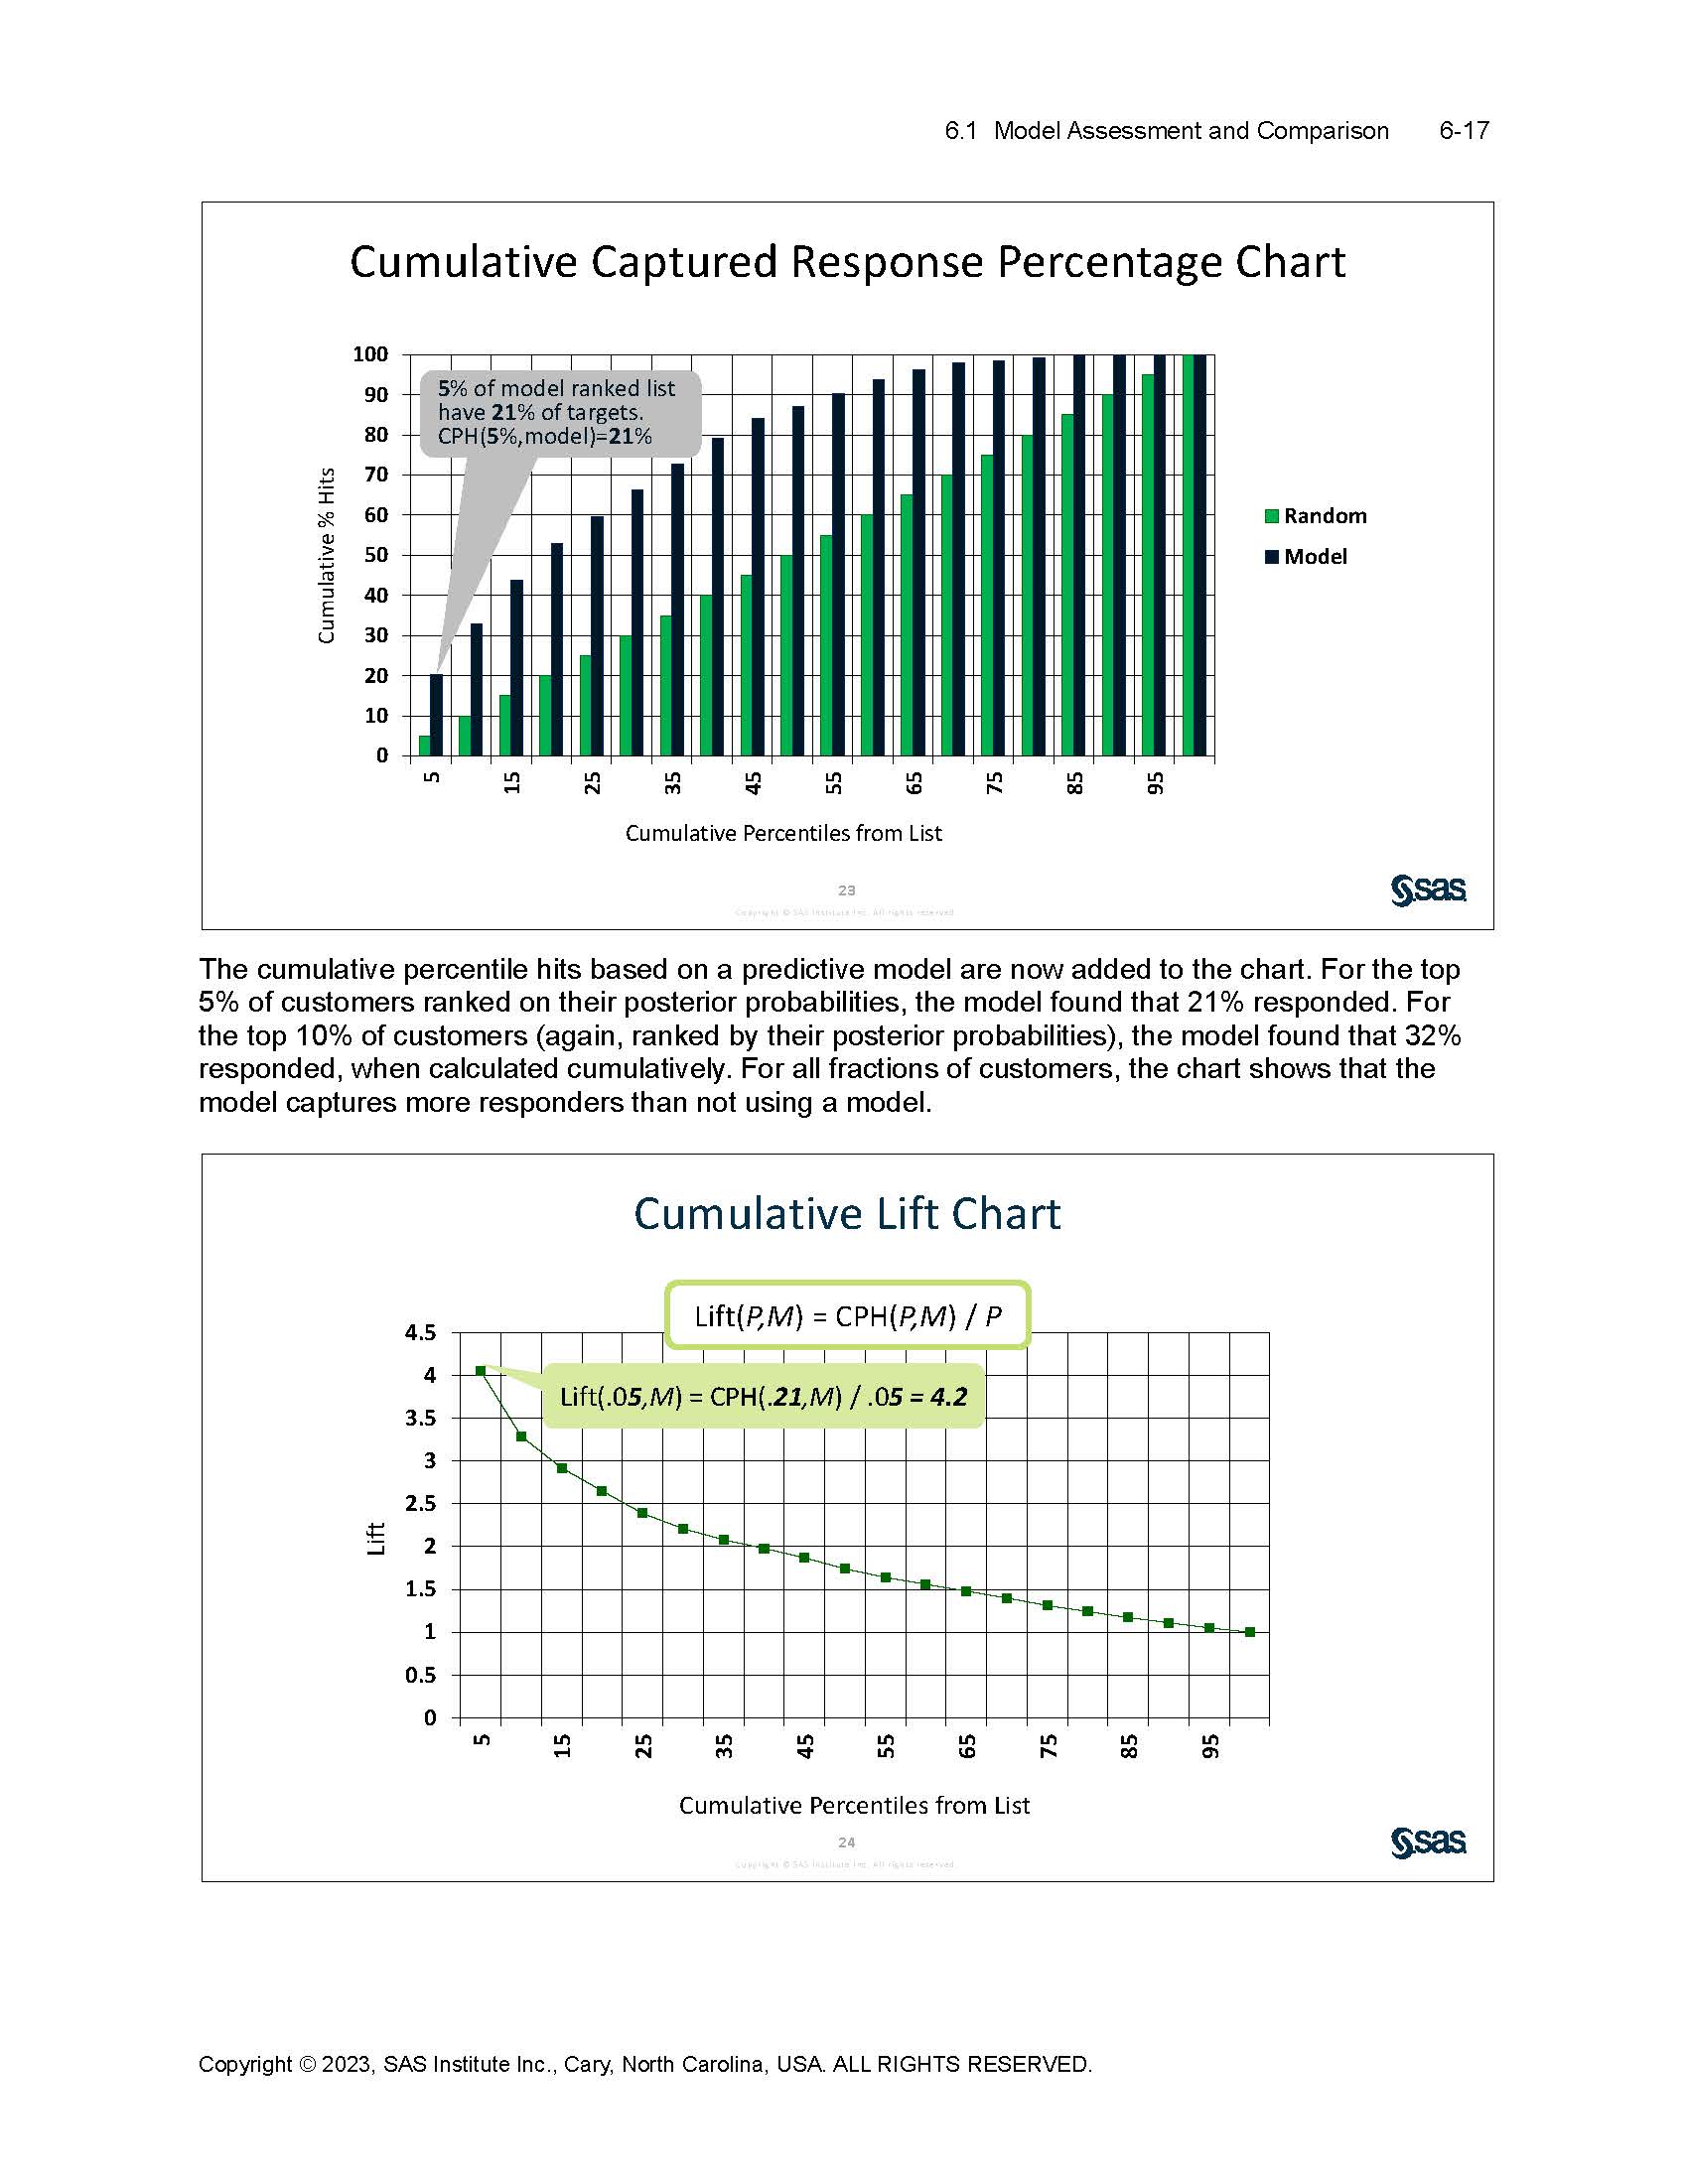 6.1 Model Assessment and Comparison 6-17
Cumulative Captured Response Percentage Chart
100
90
80
70
60
50
40
30
20
10
0
Cumulative % Hits
5% of model ranked list
have 21% of targets.
CPH(5%,model)=21%
Random
Model
5 15 25 35 45 55 65 75 85 95
Cumulative Percentiles from List
23
Copyright © SAS Institute Inc. All rights reserved
sas
The cumulative percentile hits based on a predictive model are now added to the chart. For the top
5% of customers ranked on their posterior probabilities, the model found that 21% responded. For
the top 10% of customers (again, ranked by their posterior probabilities), the model found that 32%
responded, when calculated cumulatively. For all fractions of customers, the chart shows that the
model captures more responders than not using a model.
Cumulative Lift Chart
Lift(P,M) = CPH(P,M) / P
Lift(.05,M) = CPH(.21,M) / .05 = 4.2
4.5
4
3.5
3
2.5
2
1.5
1
0.5
0
Lift
5 15 25 35 45 55 65 75 85 95
Cumulative Percentiles from List
24
Copyright © SAS Institute Inc. All rights reserved
sas
Copyright © 2023, SAS Institute Inc., Cary, North Carolina, USA. ALL RIGHTS RESERVED.